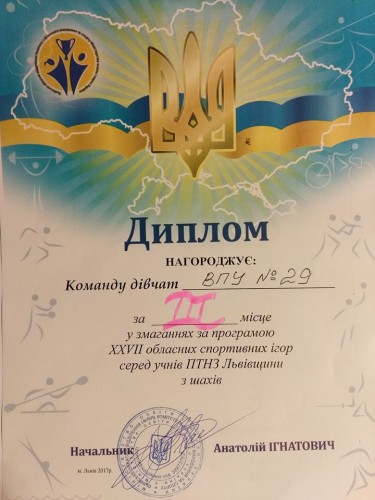 Диплом
НАГОРОДЖУЄ:
Команду дівчат ВПУ №29
за III місце
у змаганнях за програмою
XXVII обласних спортивних ігор
серед учнів ПТНЗ Львівщини
з шахів
Начальник Анатолій ІГНАТОВИЧ
м. Львів 2017р.